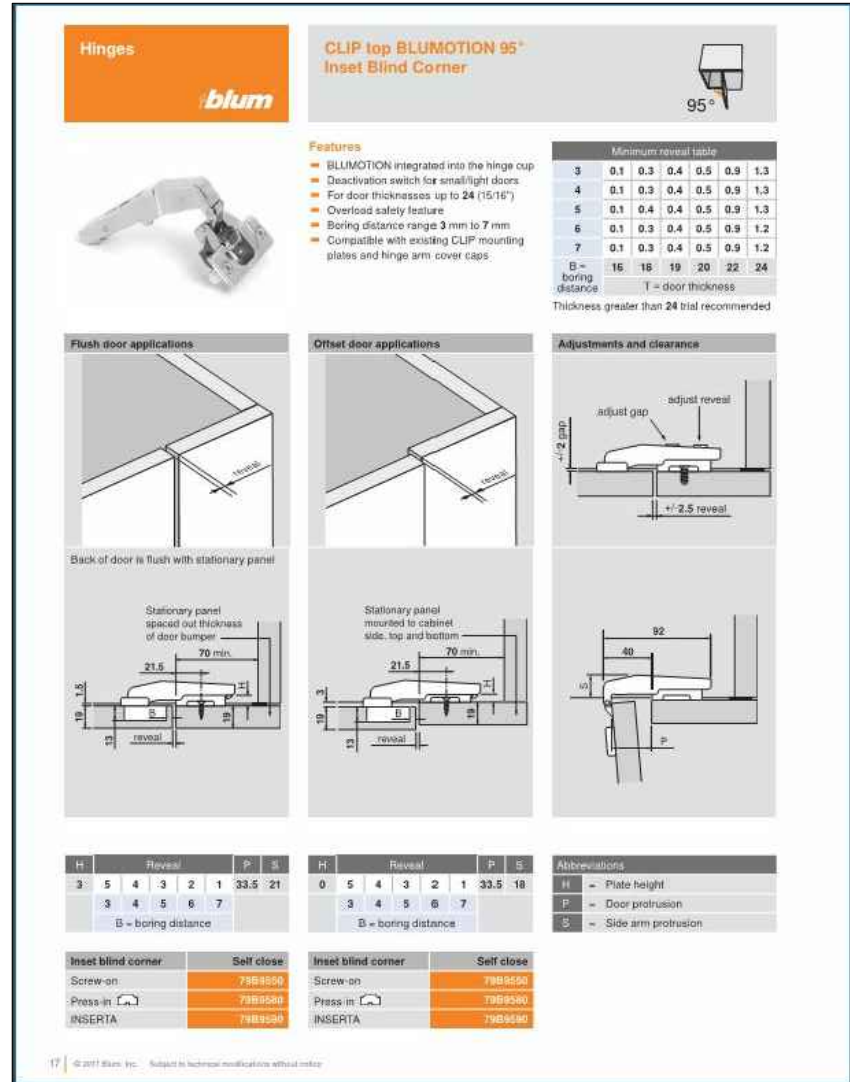 Hinges
blum
CLIP top BLUMOTION 95°
Inset Blind Corner
95°
Features
BLUMOTION integrated into the hinge cup
Deactivation switch for small/light doors
For door thicknesses up to 24 (15/16")
Overload safety feature
Boring distance range 3 mm to 7 mm
Compatible with existing CLIP mounting
plates and hinge arm cover caps
Minimum reveal table
3 0.1 0.3 0.4 0.5 0.9 1.3
4 0.1 0.3 0.4 0.5 0.9 1.3
5 0.1 0.4 0.4 0.5 0.9 1.3
6 0.1 0.3 0.4 0.5 0.9 1.2
7 0.1 0.3 0.4 0.5 0.9 1.2
B = boring distance 16 18 19 20 22 24
T = door thickness
Thickness greater than 24 trial recommended
Flush door applications
reveal
Back of door is flush with stationary panel
Stationary panel
spaced out thickness
of door bumper
70 min.
21.5
H
1.5
19
B
19
13
reveal
Offset door applications
reveal
Stationary panel
mounted to cabinet
side, top and bottom
70 min.
21.5
H
3
19
B
19
13
reveal
Adjustments and clearance
adjust reveal
adjust gap
+/-2 gap
+/-2.5 reveal
92
40
S
P
H Reveal P S
3 5 4 3 2 1 33.5 21
3 4 5 6 7
B = boring distance
H Reveal P S
0 5 4 3 2 1 33.5 18
3 4 5 6 7
B = boring distance
Abbreviations
H = Plate height
P = Door protrusion
S = Side arm protrusion
Inset blind corner Self close
Screw-on 79B9550
Press-in 79B9580
INSERTA 79B9590
Inset blind corner Self close
Screw-on 79B9550
Press-in 79B9580
INSERTA 79B9590
17 © 2017 Blum, Inc. Subject to technical modifications without notice